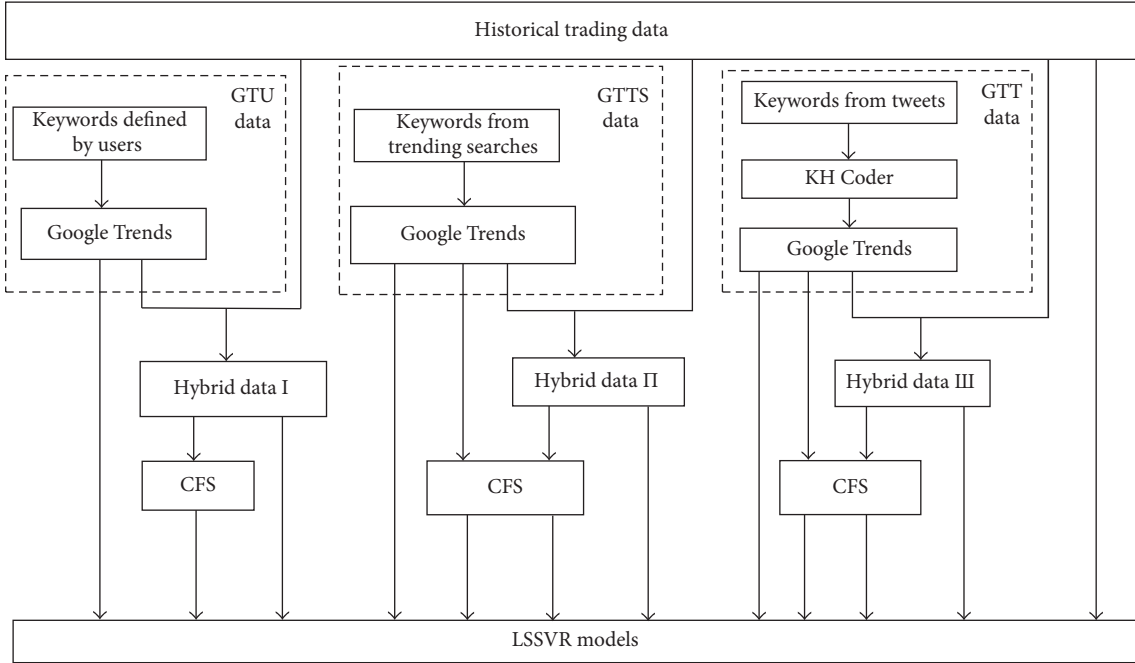 Historical trading data
GTU
data
Keywords defined
by users
Google Trends
GTTS
data
Keywords from
trending searches
Google Trends
GTT
data
Keywords from tweets
KH Coder
Google Trends
Hybrid data I
Hybrid data II
Hybrid data III
CFS
CFS
CFS
LSSVR models